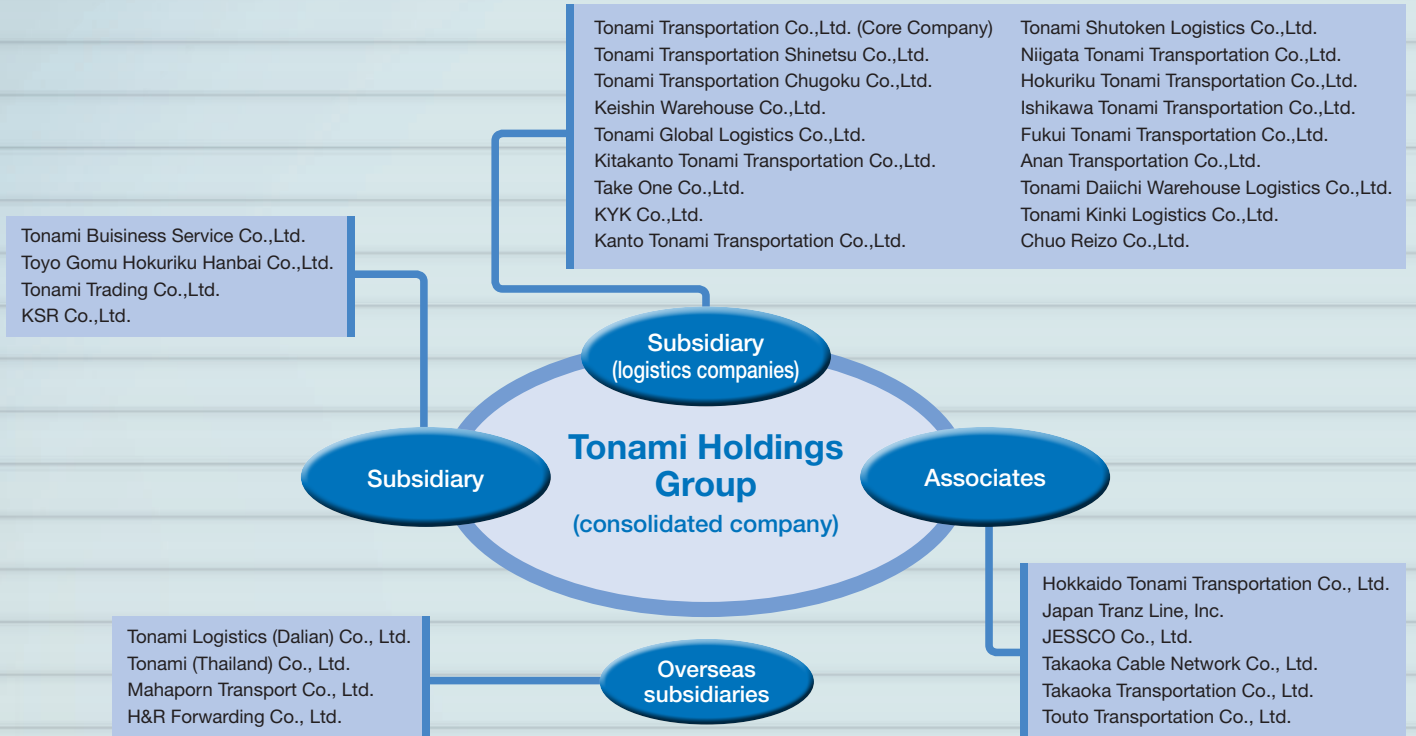 Tonami Transportation Co.,Ltd. (Core Company)
Tonami Transportation Shinetsu Co.,Ltd.
Tonami Transportation Chugoku Co.,Ltd.
Keishin Warehouse Co.,Ltd.
Tonami Global Logistics Co.,Ltd.
Kitakanto Tonami Transportation Co.,Ltd.
Take One Co.,Ltd.
KYK Co.,Ltd.
Kanto Tonami Transportation Co.,Ltd.
Tonami Shutoken Logistics Co.,Ltd.
Niigata Tonami Transportation Co.,Ltd.
Hokuriku Tonami Transportation Co.,Ltd.
Ishikawa Tonami Transportation Co.,Ltd.
Fukui Tonami Transportation Co.,Ltd.
Anan Transportation Co.,Ltd.
Tonami Daiichi Warehouse Logistics Co.,Ltd.
Tonami Kinki Logistics Co.,Ltd.
Chuo Reizo Co.,Ltd.
Tonami Buisiness Service Co.,Ltd.
Toyo Gomu Hokuriku Hanbai Co.,Ltd.
Tonami Trading Co.,Ltd.
KSR Co.,Ltd.
Subsidiary
(logistics companies)
Subsidiary
Tonami Holdings
Group
(consolidated company)
Associates
Hokkaido Tonami Transportation Co., Ltd.
Japan Tranz Line, Inc.
JESSCO Co., Ltd.
Takaoka Cable Network Co., Ltd.
Takaoka Transportation Co., Ltd.
Touto Transportation Co., Ltd.
Tonami Logistics (Dalian) Co., Ltd.
Tonami (Thailand) Co., Ltd.
Mahaporn Transport Co., Ltd.
H&R Forwarding Co., Ltd.
Overseas
subsidiaries